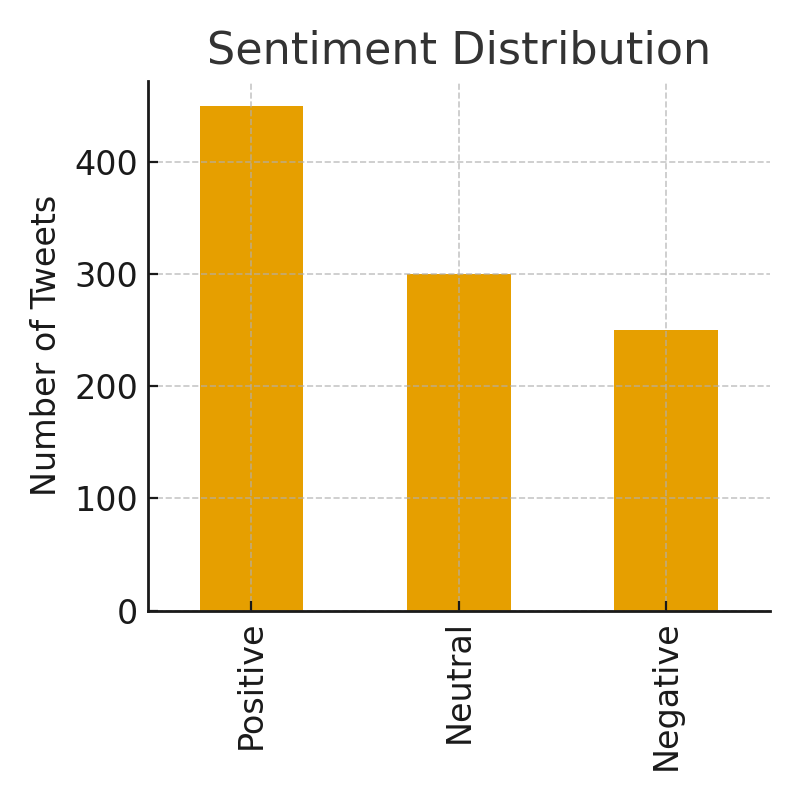 Sentiment Distribution
Number of Tweets
400
300
200
100
0
Positive
Neutral
Negative